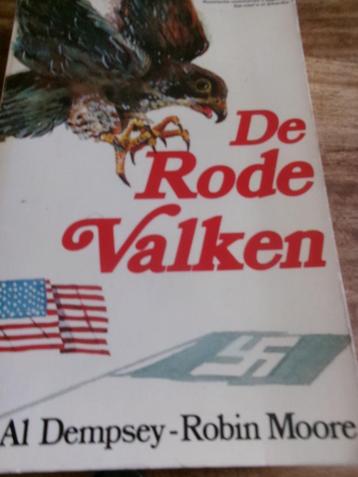 De
Rode
Valken
Al Dempsey-Robin Moore